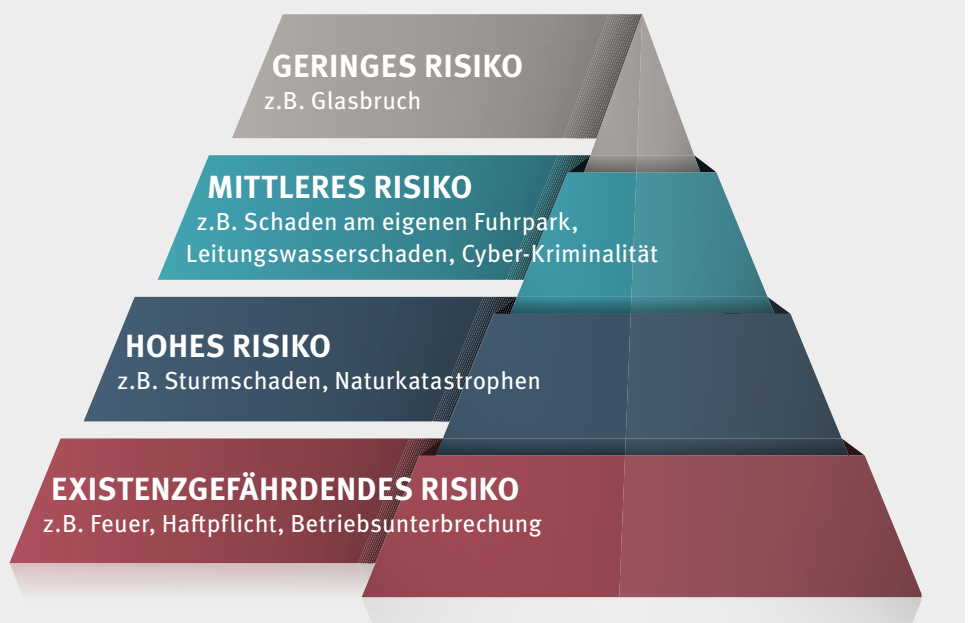 GERINGES RISIKO
z.B. Glasbruch
MITTLERES RISIKO
z.B. Schaden am eigenen Fuhrpark,
Leitungswasserschaden, Cyber-Kriminalität
HOHES RISIKO
z.B. Sturmschaden, Naturkatastrophen
EXISTENZGEFÄHRDENDES RISIKO
z.B. Feuer, Haftpflicht, Betriebsunterbrechung